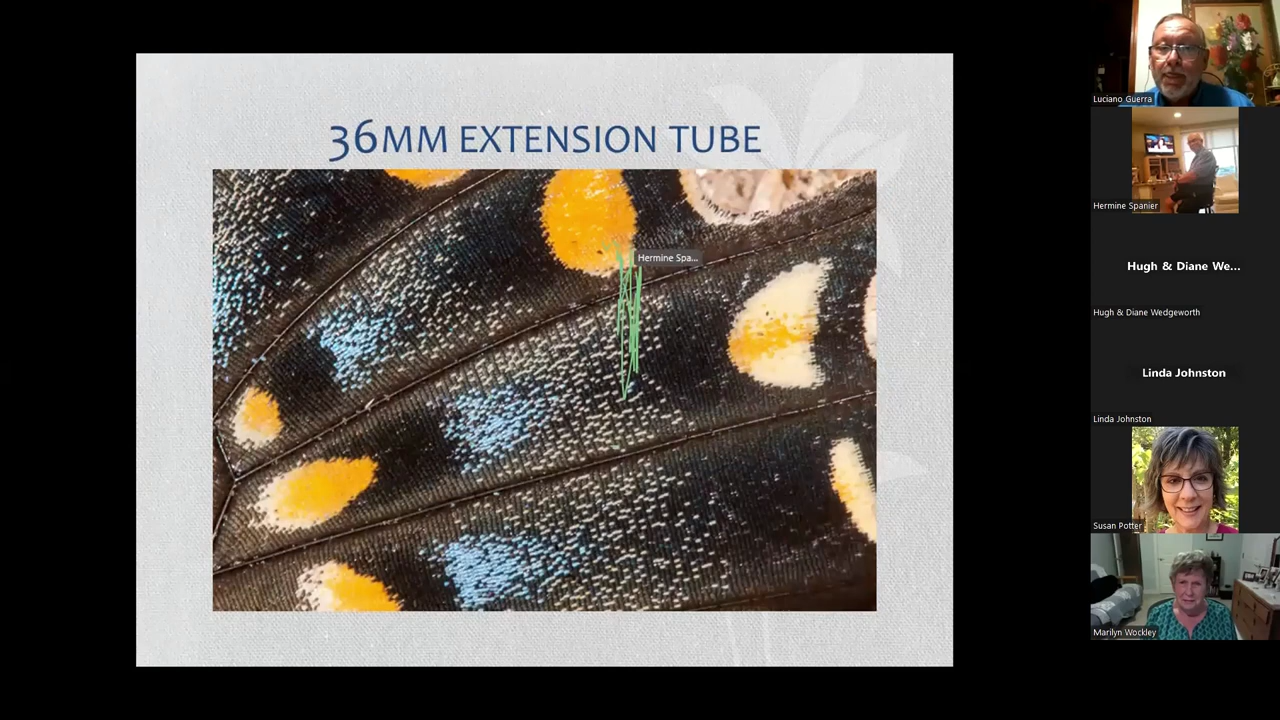 36MM EXTENSION TUBE
Hermine Spa...
Luciano Guerra
Hermine Spanier
Hugh & Diane We...
Hugh & Diane Wedgeworth
Linda Johnston
Linda Johnston
Susan Potter
Marilyn Wockley